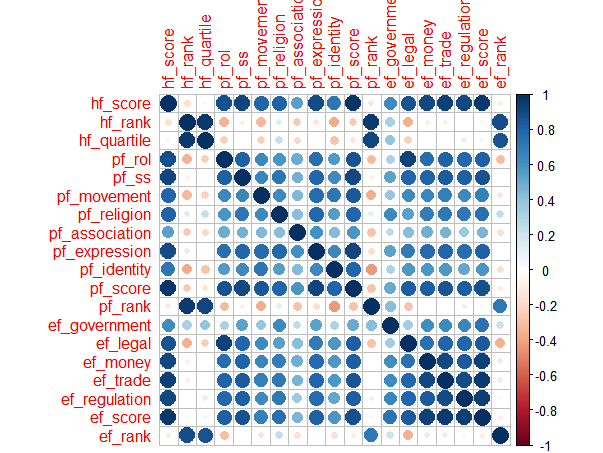 hf_score
hf_rank
hf_quartile
pf_rol
pf_ss
pf_movement
pf_religion
pf_association
pf_expression
pf_identity
pf_score
pf_rank
ef_government
ef_legal
ef_money
ef_trade
ef_regulation
ef_score
ef_rank
hf_score
hf_rank
hf_quartile
pf_rol
pf_ss
pf_movement
pf_religion
pf_association
pf_expression
pf_identity
pf_score
pf_rank
ef_government
ef_legal
ef_money
ef_trade
ef_regulation
ef_score
ef_rank
1
0.8
0.6
0.4
0.2
0
-0.2
-0.4
-0.6
-0.8
-1